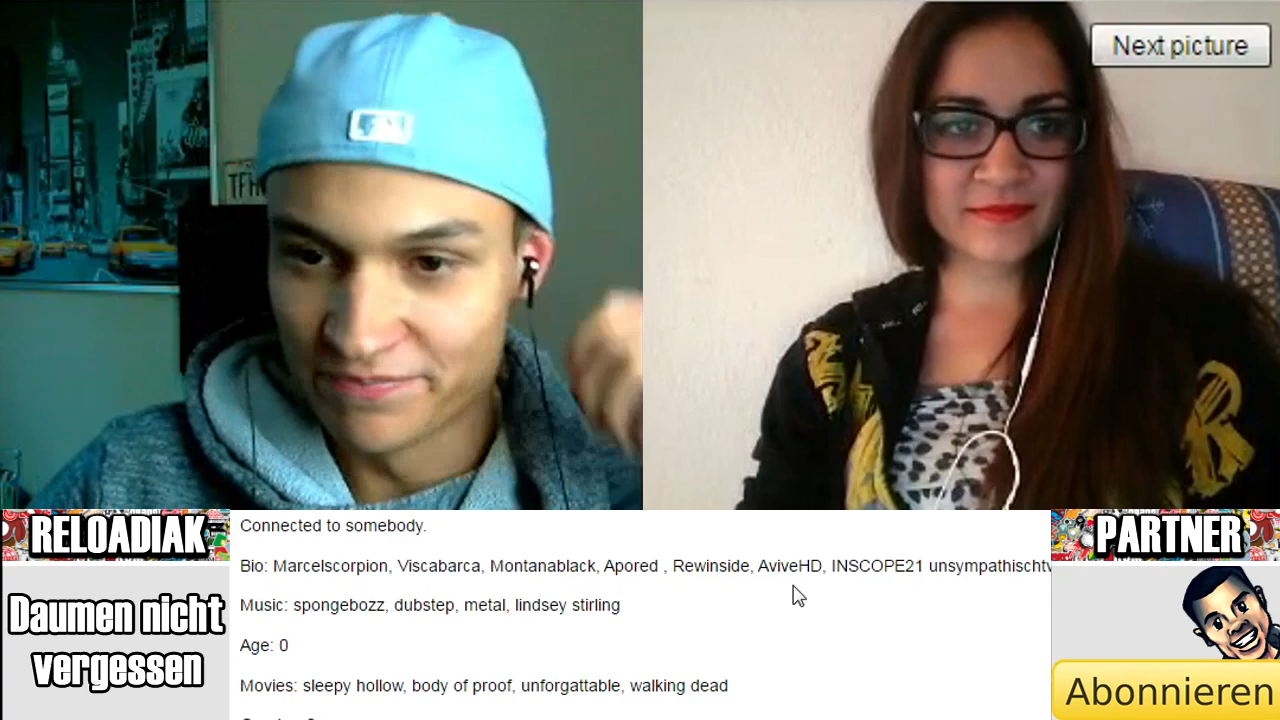 Next picture
TFH
RELOADIAK
Daumen nicht
vergessen
Connected to somebody.
Bio: Marcelscorpion, Viscabarca, Montanablack, Apored , Rewinside, AviveHD, INSCOPE21 unsympathischtv
Music: spongebozz, dubstep, metal, lindsey stirling
Age: 0
Movies: sleepy hollow, body of proof, unforgattable, walking dead
PARTNER
Abonnieren